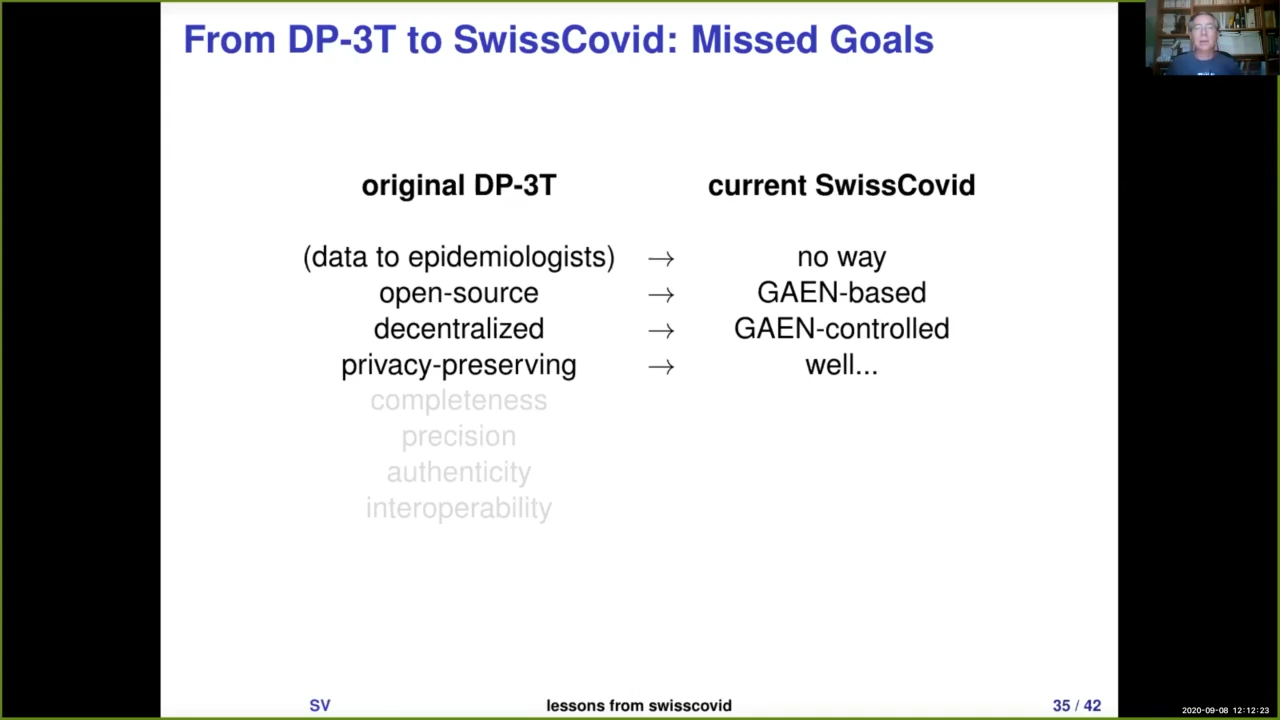 From DP-3T to SwissCovid: Missed Goals
original DP-3T current SwissCovid
(data to epidemiologists) → no way
open-source → GAEN-based
decentralized → GAEN-controlled
privacy-preserving → well...
completeness
precision
authenticity
interoperability
SV lessons from swisscovid 35 / 42
2020-09-08 12:12:23